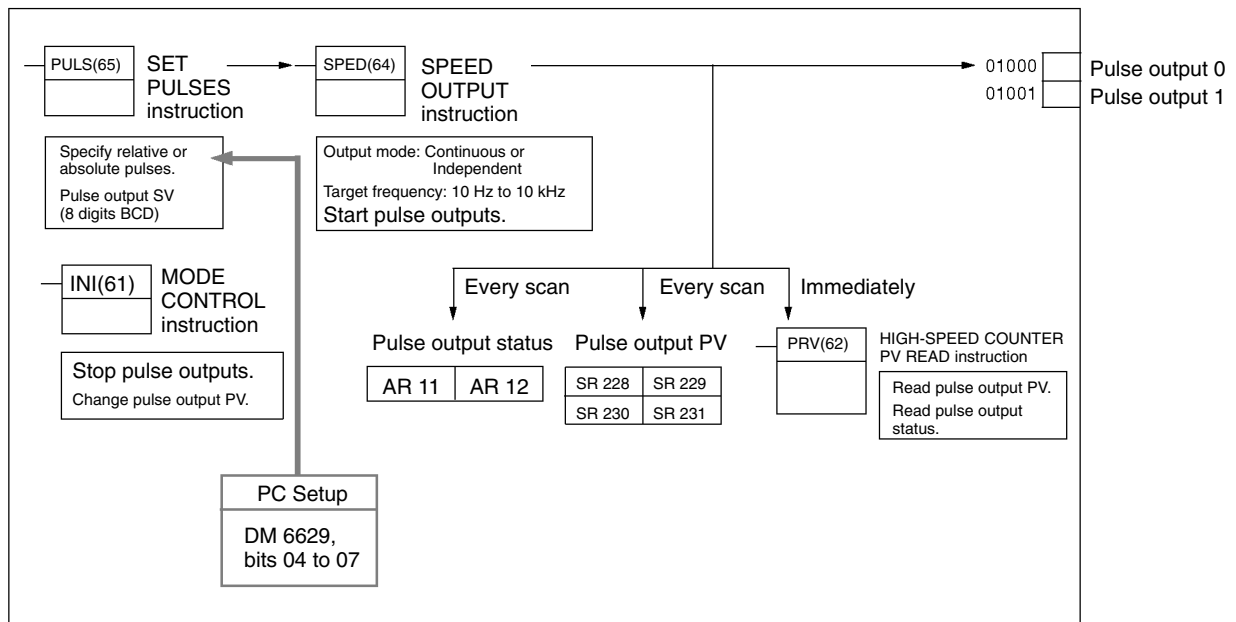 PULS(65)
SET
PULSES
instruction
SPED(64)
SPEED
OUTPUT
instruction
01000
Pulse output 0
01001
Pulse output 1
Specify relative or
absolute pulses.
Pulse output SV
(8 digits BCD)
Output mode: Continuous or
Independent
Target frequency: 10 Hz to 10 kHz
Start pulse outputs.
INI(61)
MODE
CONTROL
instruction
Stop pulse outputs.
Change pulse output PV.
Every scan
Every scan
Immediately
Pulse output status
AR 11
AR 12
Pulse output PV
SR 228
SR 229
SR 230
SR 231
PRV(62)
HIGH-SPEED COUNTER
PV READ instruction
Read pulse output PV.
Read pulse output
status.
PC Setup
DM 6629,
bits 04 to 07